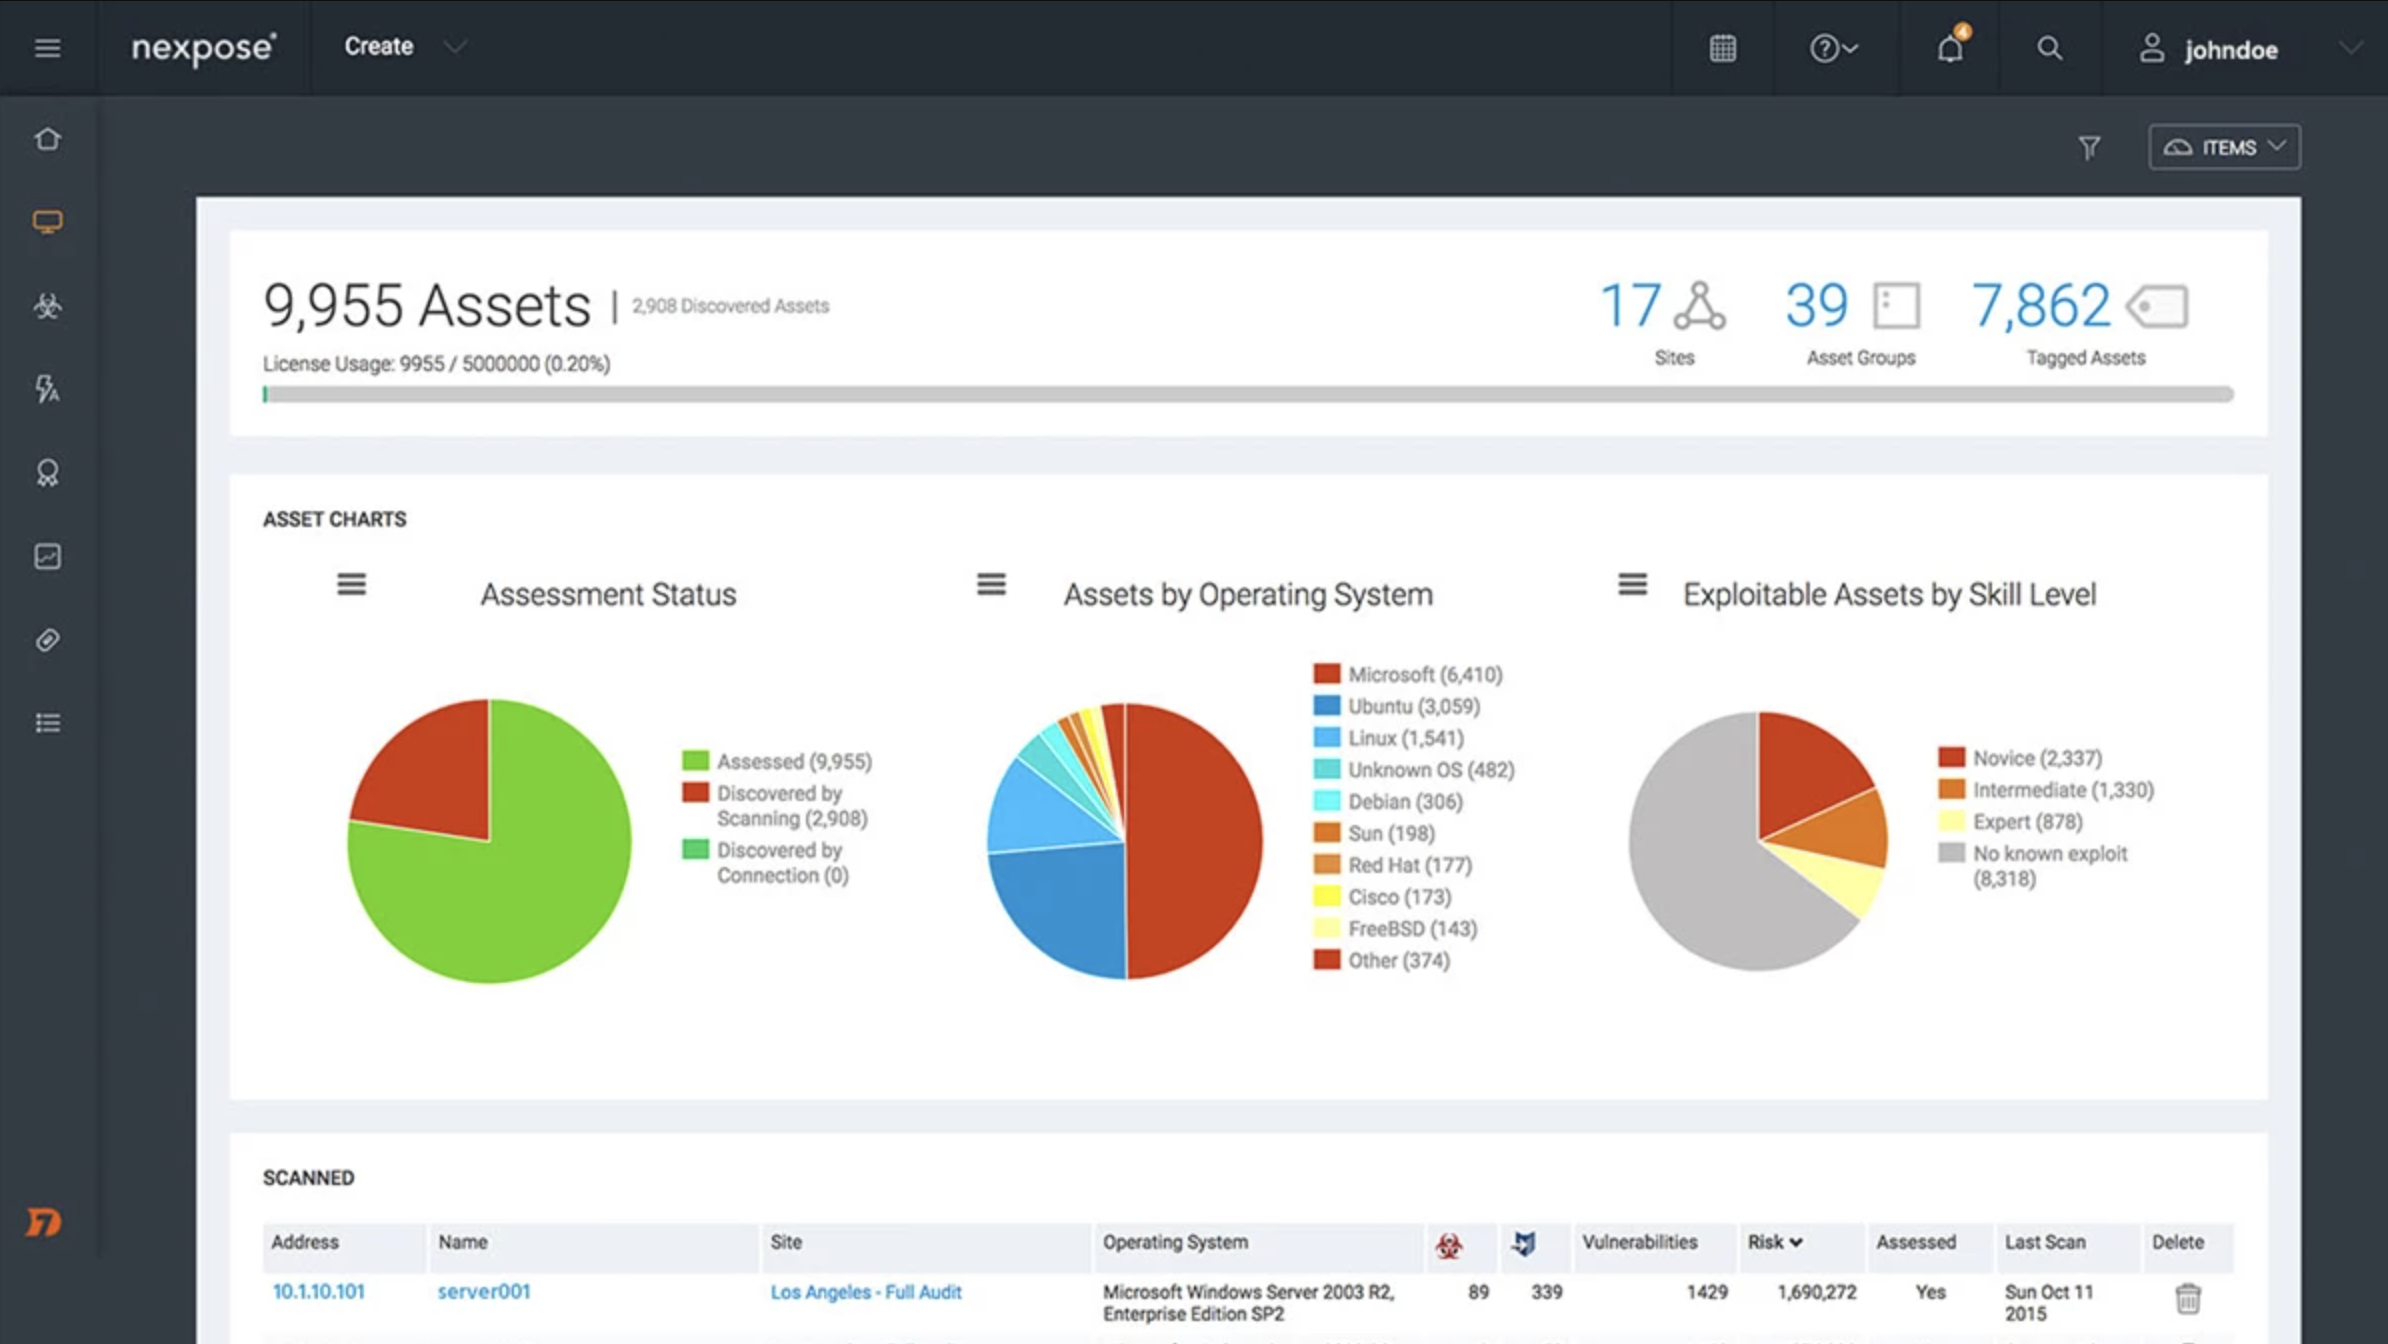 nexpose®
Create
4
johndoe
ITEMS
9,955 Assets | 2,908 Discovered Assets
License Usage: 9955 / 5000000 (0.20%)
17
Sites
39
Asset Groups
7,862
Tagged Assets
ASSET CHARTS
Assessment Status
Assessed (9,955)
Discovered by
Scanning (2,908)
Discovered by
Connection (0)
Assets by Operating System
Microsoft (6,410)
Ubuntu (3,059)
Linux (1,541)
Unknown OS (482)
Debian (306)
Sun (198)
Red Hat (177)
Cisco (173)
FreeBSD (143)
Other (374)
Exploitable Assets by Skill Level
Novice (2,337)
Intermediate (1,330)
Expert (878)
No known exploit
(8,318)
SCANNED
Address Name Site Operating System Vulnerabilities Risk Assessed Last Scan Delete
10.1.10.101 server001 Los Angeles - Full Audit Microsoft Windows Server 2003 R2, 89 339 1429 1,690,272 Yes Sun Oct 11
Enterprise Edition SP2 2015